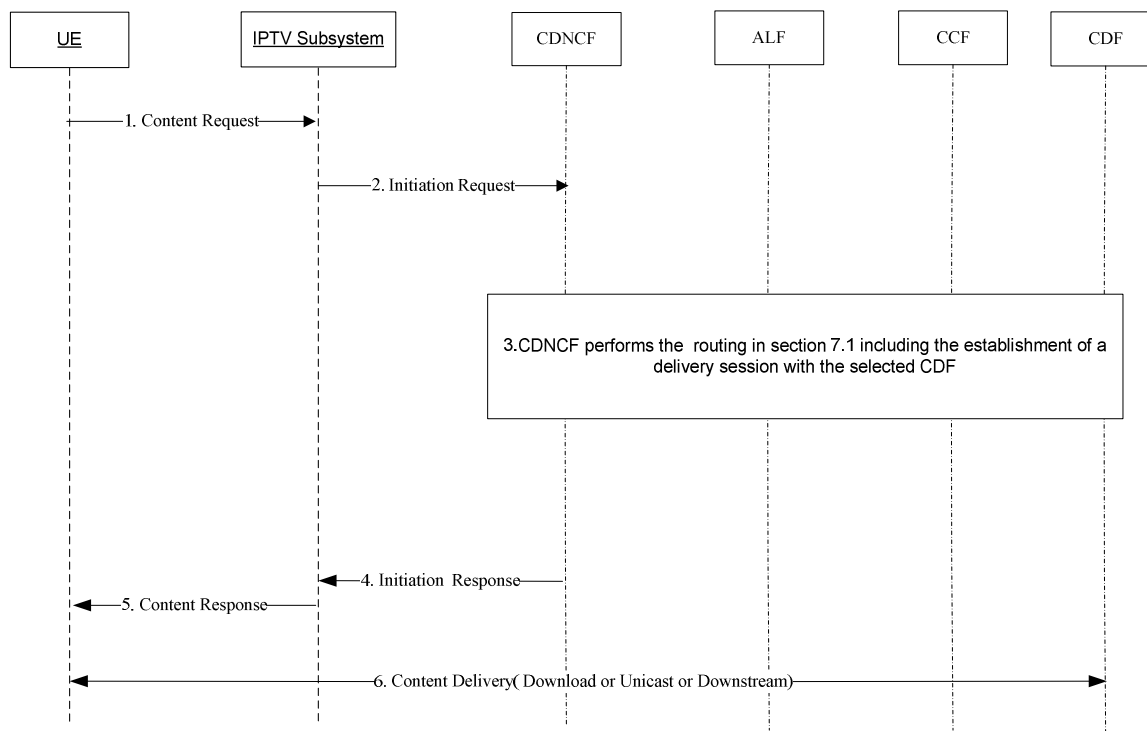 UE
IPTV Subsystem
CDNCF
ALF
CCF
CDF
1. Content Request
2. Initiation Request
3.CDNCF performs the routing in section 7.1 including the establishment of a
delivery session with the selected CDF
4. Initiation Response
5. Content Response
6. Content Delivery( Download or Unicast or Downstream)